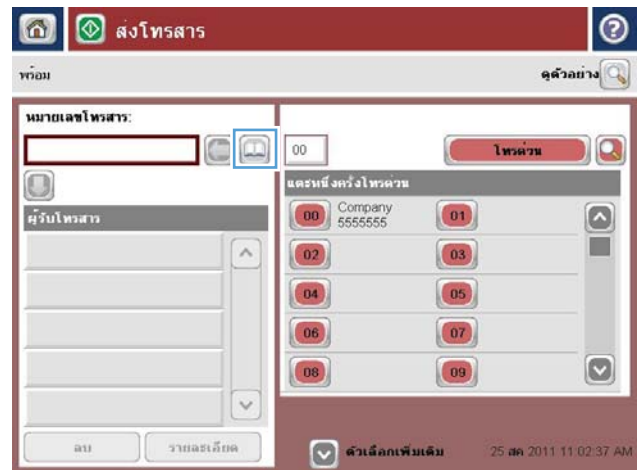 ส่งโทรสาร
พร้อม
ดูตัวอย่าง
หมายเลขโทรสาร:
00
โทรด่วน
แตะหนึ่งครั้งโทรด่วน
ผู้รับโทรสาร
00 Company 01
5555555
02 03
04 05
06 07
08 09
ลบ รายละเอียด
ตัวเลือกเพิ่มเติม
25 สค 2011 11:02:37 AM